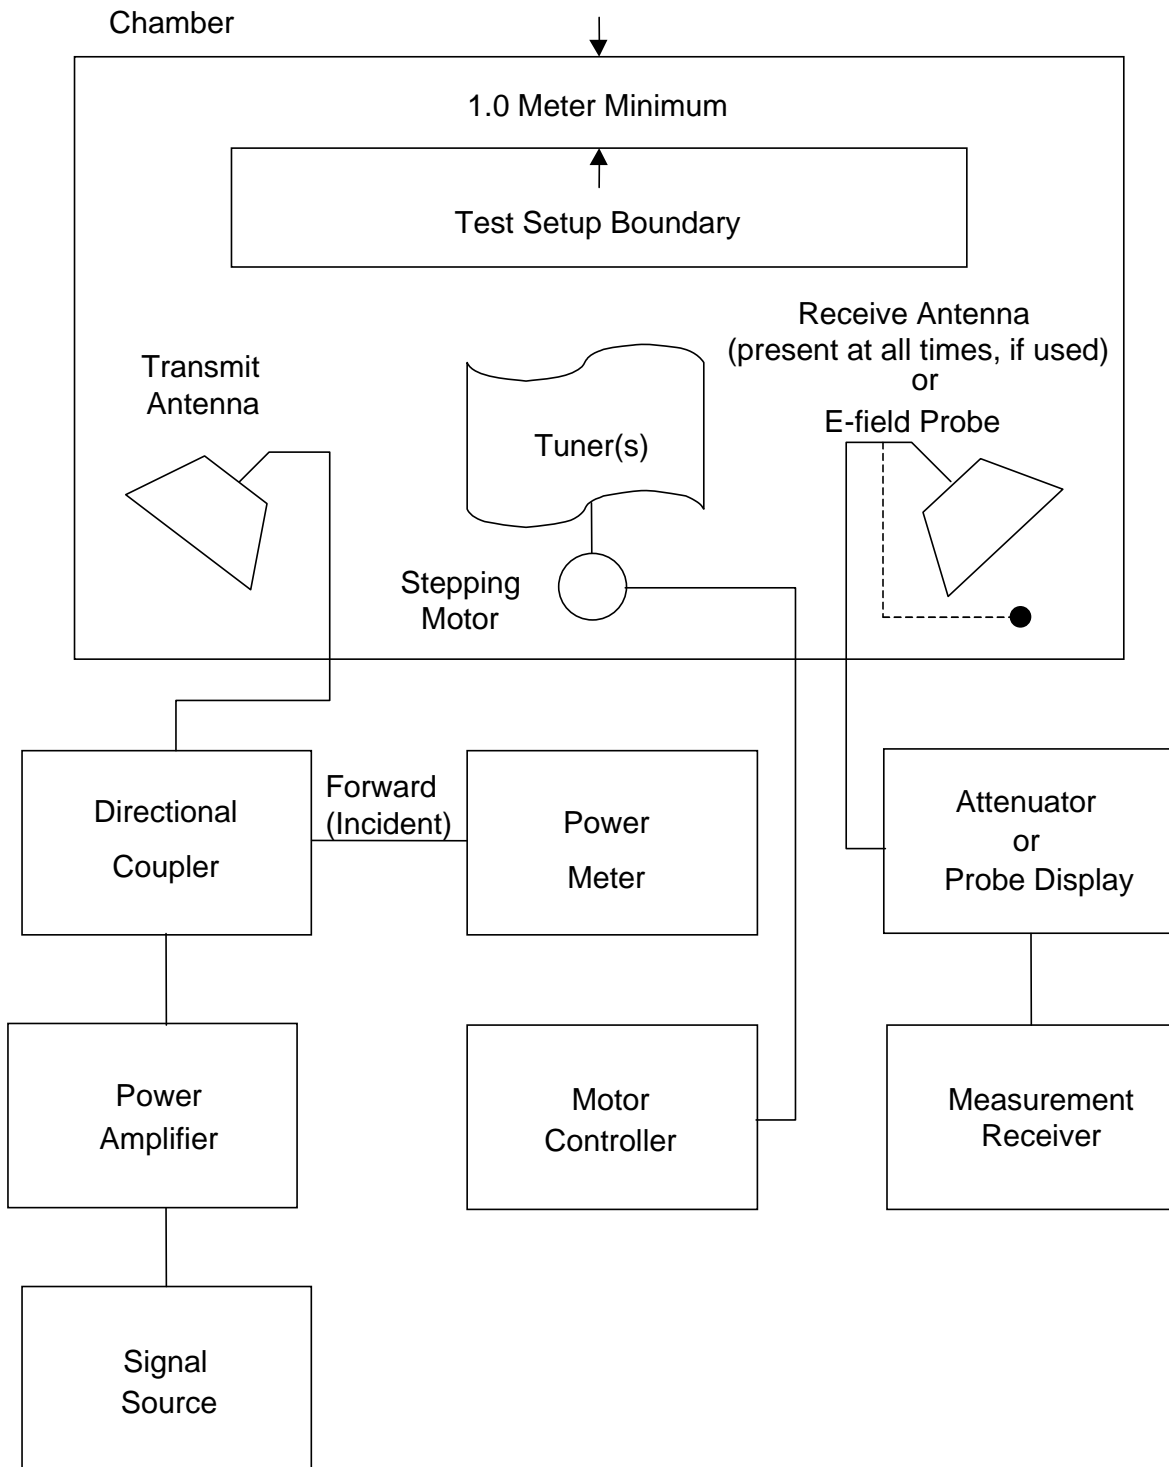 Chamber
1.0 Meter Minimum
Test Setup Boundary
Receive Antenna
(present at all times, if used)
or
E-field Probe
Transmit
Antenna
Tuner(s)
Stepping
Motor
Directional
Coupler
Forward
(Incident)
Power
Meter
Attenuator
or
Probe Display
Power
Amplifier
Motor
Controller
Measurement
Receiver
Signal
Source